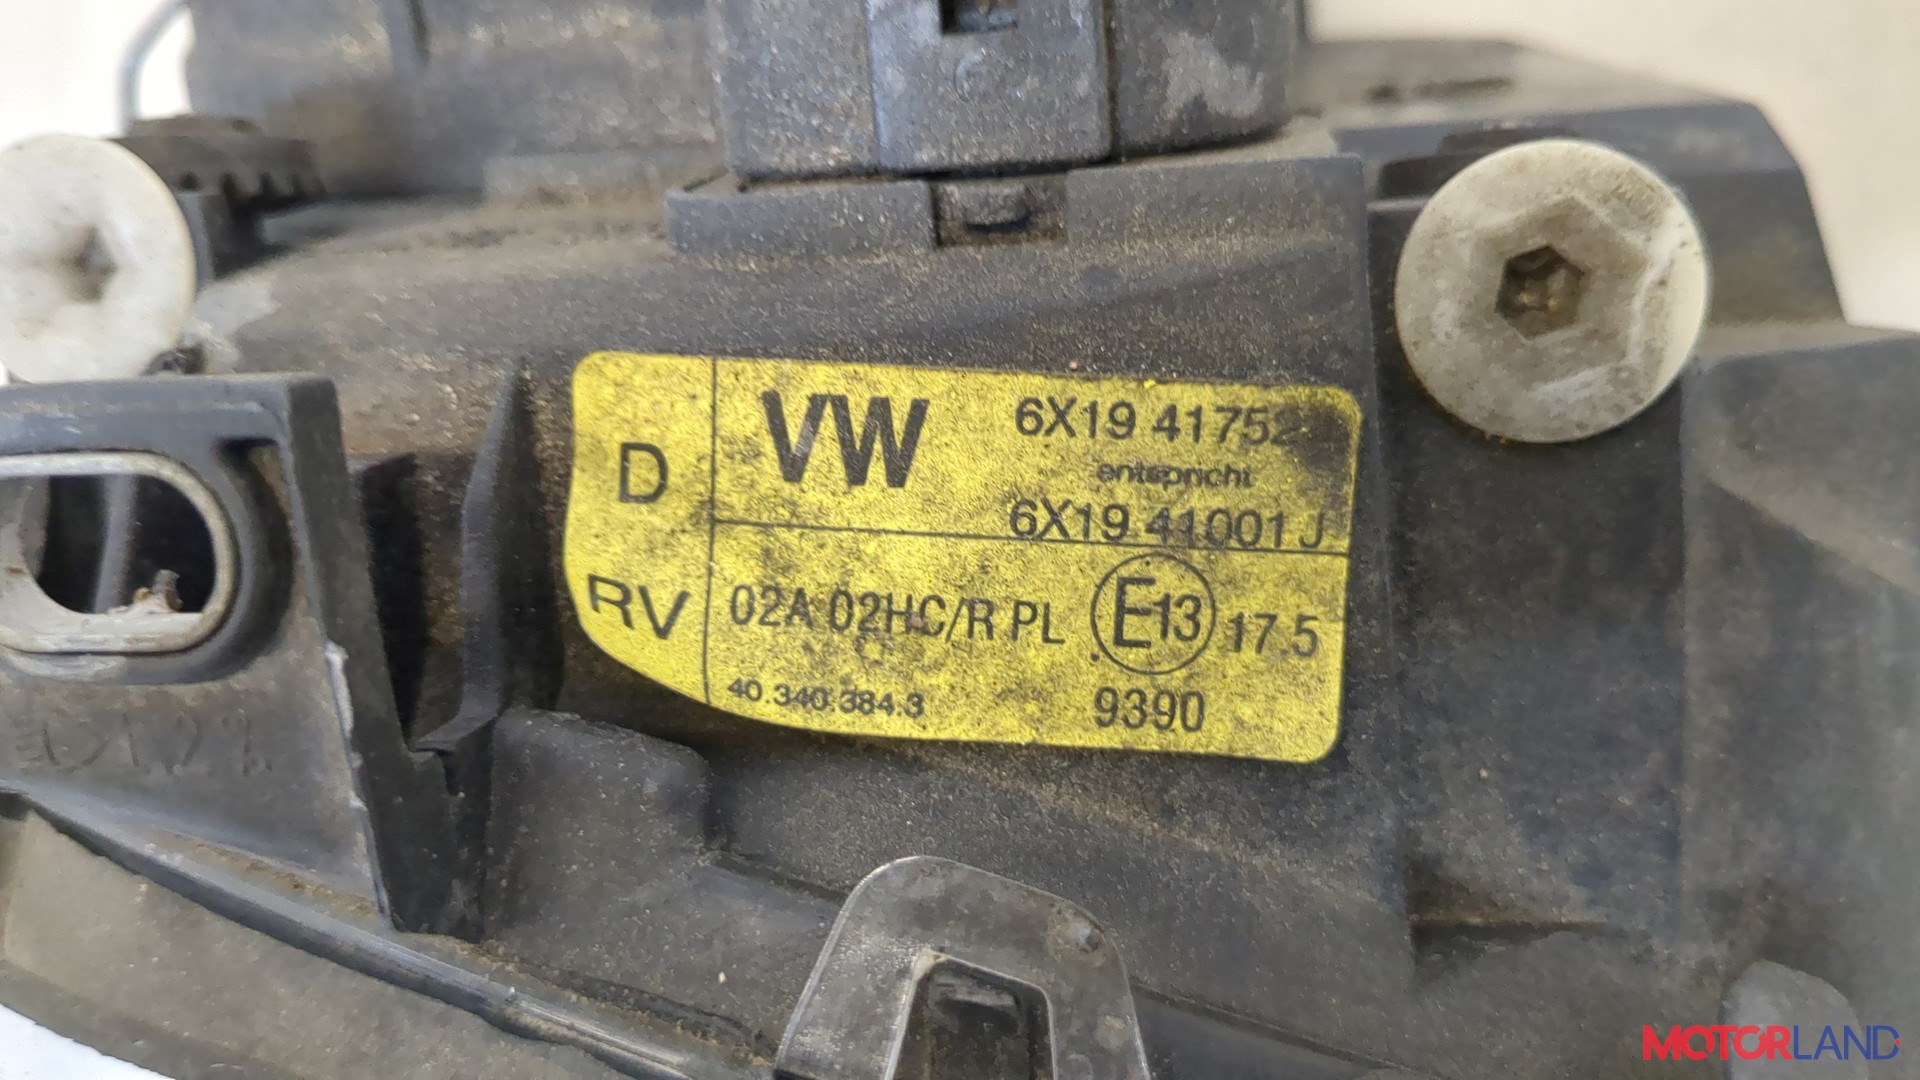 D
VW
6X19 41752
entspricht
6X19 41001 J
RV
02A 02HC/R PL E13 17.5
40.340.384.3
9390
MOTORLAND